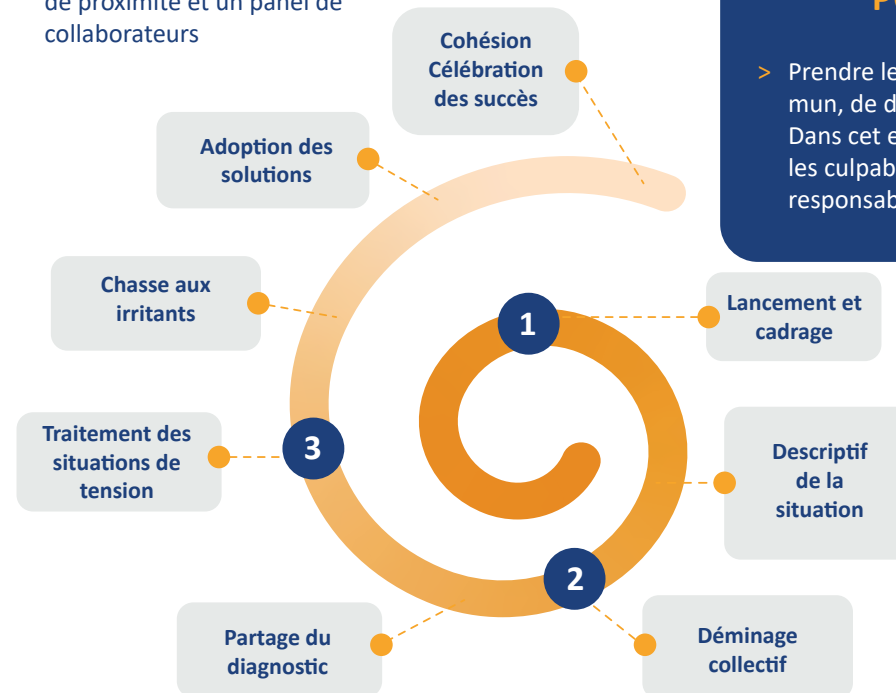 de proximité et un panel de
collaborateurs
Cohésion
Célébration
des succès
Adoption des
solutions
Chasse aux
irritants
Traitement des
situations de
tension
Partage du
diagnostic
1
2
3
Lancement et
cadrage
Descriptif
de la
situation
Déminage
collectif
> Prendre le
mun, de d
Dans cet e
les culpab
responsab